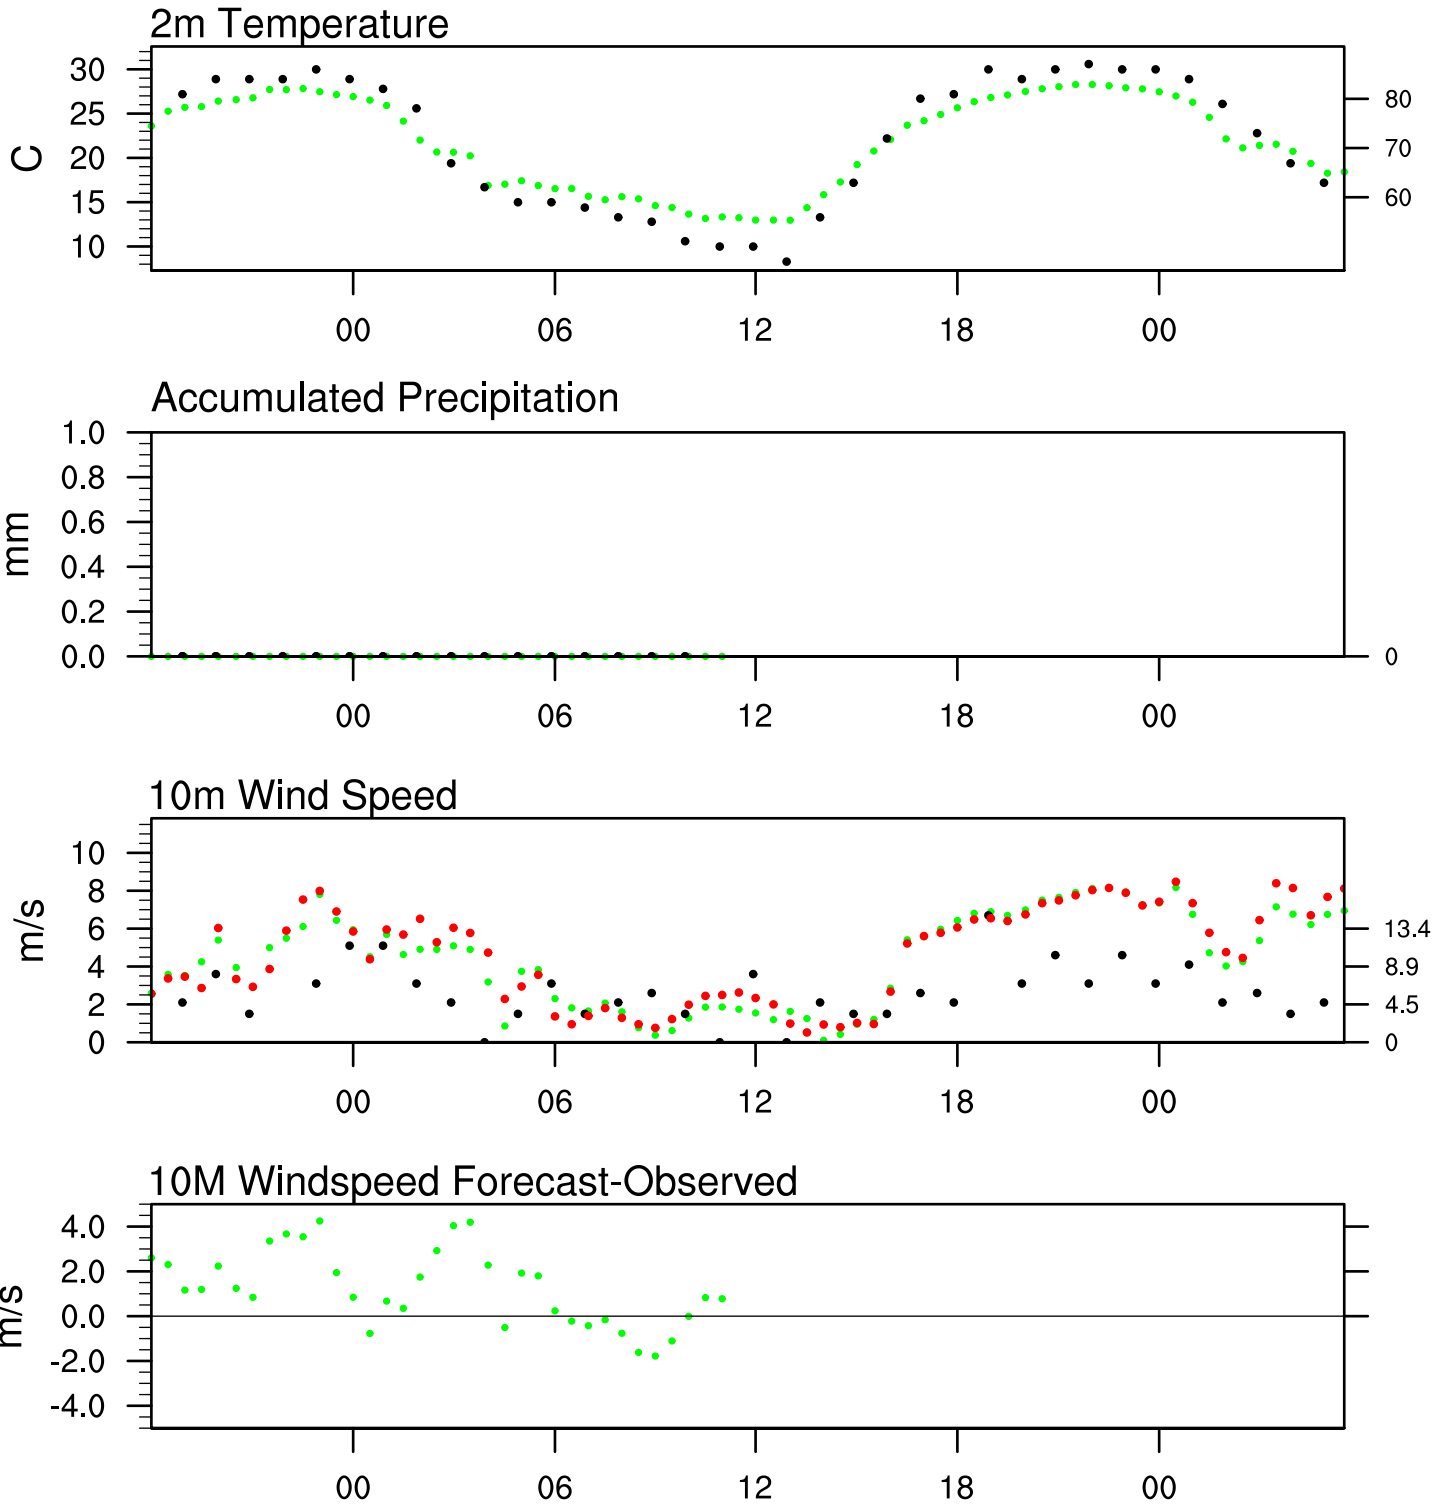 2m Temperature
30
25
20
15
10
C
80
70
60
00 06 12 18 00
Accumulated Precipitation
1.0
0.8
0.6
0.4
0.2
0.0
mm
0
00 06 12 18 00
10m Wind Speed
10
8
6
4
2
0
m/s
13.4
8.9
4.5
0
00 06 12 18 00
10M Windspeed Forecast-Observed
4.0
2.0
0.0
-2.0
-4.0
m/s
00 06 12 18 00